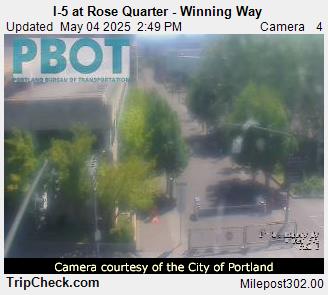 I-5 at Rose Quarter - Winning Way
Updated May 04 2025 2:49 PM Camera 4
PBOT
PORTLAND BUREAU OF TRANSPORTATION
Camera courtesy of the City of Portland
TripCheck.com Milepost302.00